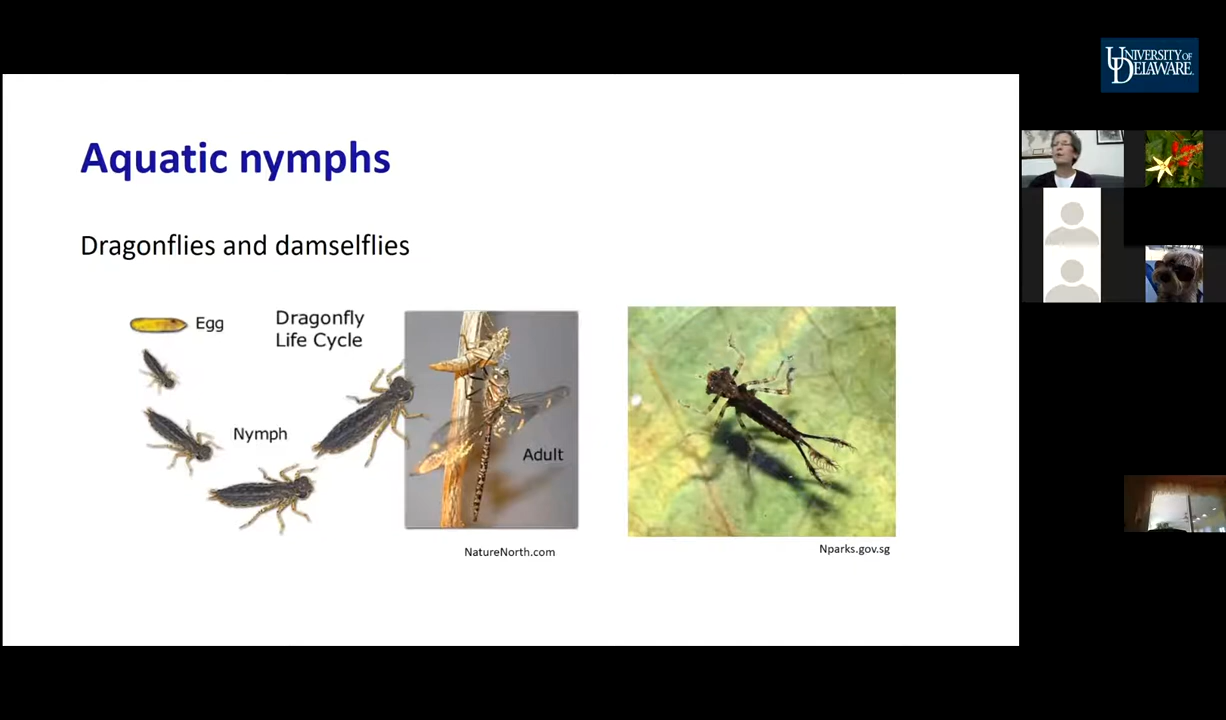 Aquatic nymphs
Dragonflies and damselflies
Egg
Dragonfly
Life Cycle
Nymph
Adult
NatureNorth.com
Nparks.gov.sg
UNIVERSITY OF
DELAWARE.